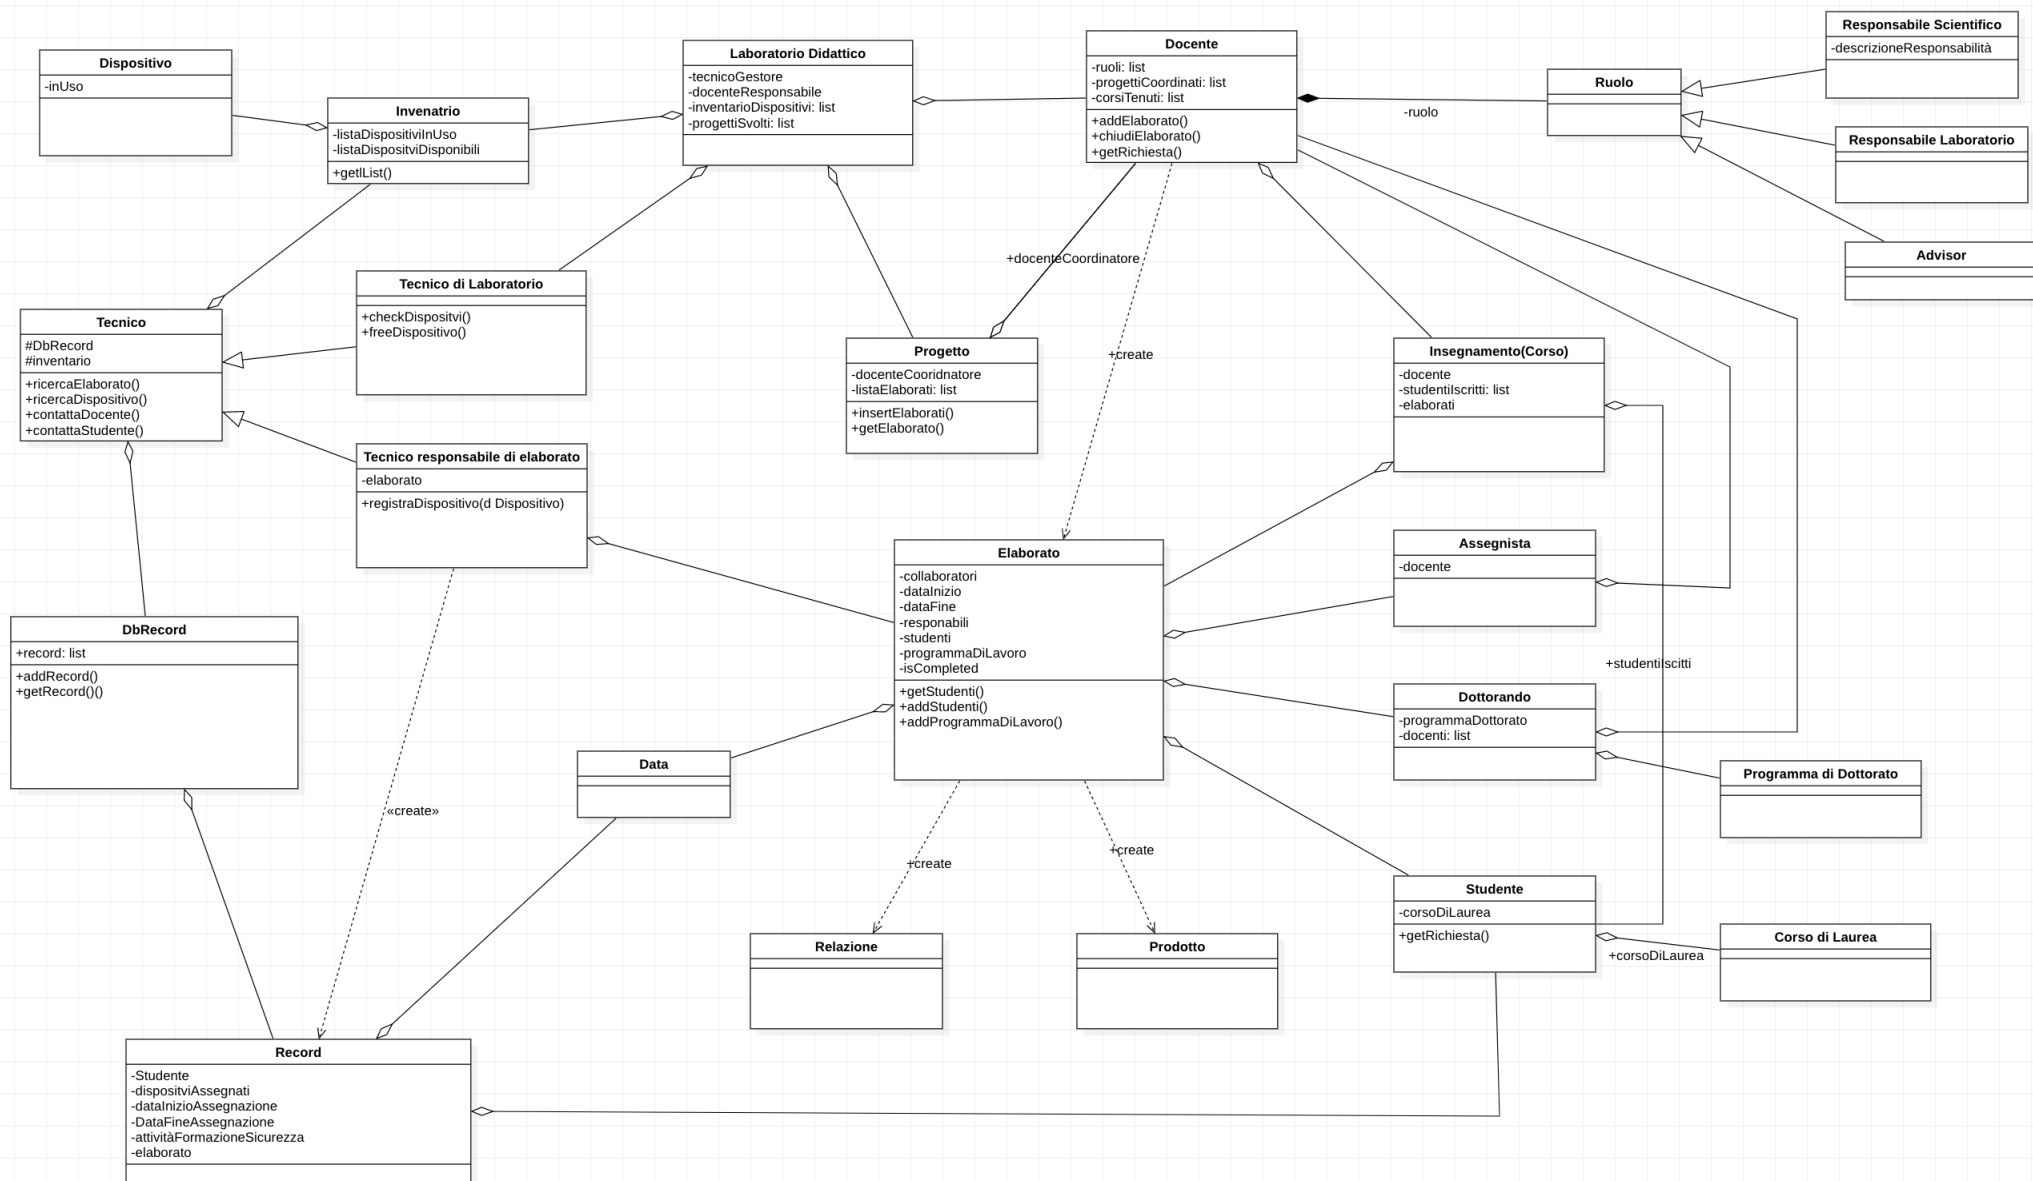 Dispositivo
-inUso
Invenatrio
-listaDispositiviInUso
-listaDispositviDisponibili
+getlList()
Laboratorio Didattico
-tecnicoGestore
-docenteResponsabile
-inventarioDispositivi: list
-progettiSvolti: list
Docente
-ruoli: list
-progettiCoordinati: list
-corsiTenuti: list
+addElaborato()
+chiudiElaborato()
+getRichiesta()
-ruolo
Ruolo
Responsabile Scientifico
-descrizioneResponsabilità
Responsabile Laboratorio
Advisor
Tecnico
#DbRecord
#inventario
+ricercaElaborato()
+ricercaDispositivo()
+contattaDocente()
+contattaStudente()
Tecnico di Laboratorio
+checkDispositvi()
+freeDispositivo()
+docenteCoordinatore
+create
Progetto
-docenteCooridnatore
-listaElaborati: list
+insertElaborati()
+getElaborato()
Insegnamento(Corso)
-docente
-studentiIscritti: list
-elaborati
Tecnico responsabile di elaborato
-elaborato
+registraDispositivo(d Dispositivo)
Elaborato
-collaboratori
-dataInizio
-dataFine
-responabili
-studenti
-programmaDiLavoro
-isCompleted
+getStudenti()
+addStudenti()
+addProgrammaDiLavoro()
Assegnista
-docente
+studentiIscitti
DbRecord
+record: list
+addRecord()
+getRecord()()
Dottorando
-programmaDottorato
-docenti: list
Programma di Dottorato
Data
«create»
+create
+create
Studente
-corsoDiLaurea
+getRichiesta()
+corsoDiLaurea
Corso di Laurea
Relazione
Prodotto
Record
-Studente
-dispositviAssegnati
-dataInizioAssegnazione
-DataFineAssegnazione
-attivitàFormazioneSicurezza
-elaborato